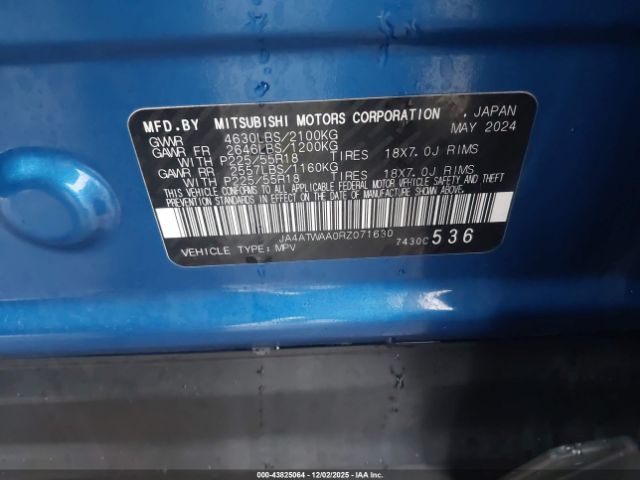 MFD.BY MITSUBISHI MOTORS CORPORATION , JAPAN
GVWR 4630LBS/2100KG MAY 2024
GAWR FR 2646LBS/1200KG
WITH P225/55R18 TIRES 18X7.0J RIMS
GAWR RR 2557LBS/1160KG
WITH P225/55R18 TIRES 18X7.0J RIMS
THIS VEHICLE CONFORMS TO ALL APPLICABLE FEDERAL MOTOR VEHICLE SAFETY AND THEFT
PREVENTION STANDARDS IN EFFECT ON THE DATE OF MANUFACTURE SHOWN ABOVE.
JA4ATWAA0RZ071630 7430C 536
VEHICLE TYPE: MPV
00-43825064 - 12/02/2025 - COPYRIGHT © IAA, LLC.